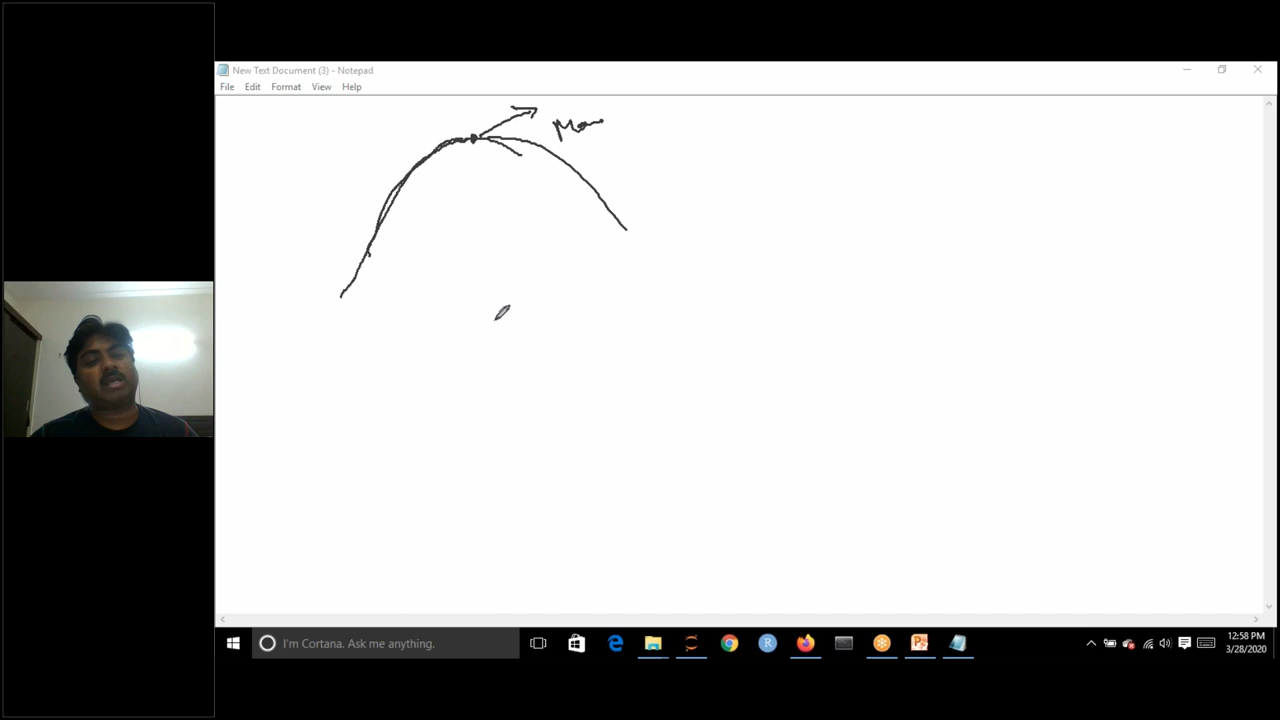 New Text Document (3) - Notepad
File Edit Format View Help
I'm Cortana. Ask me anything.
12:58 PM
3/28/2020